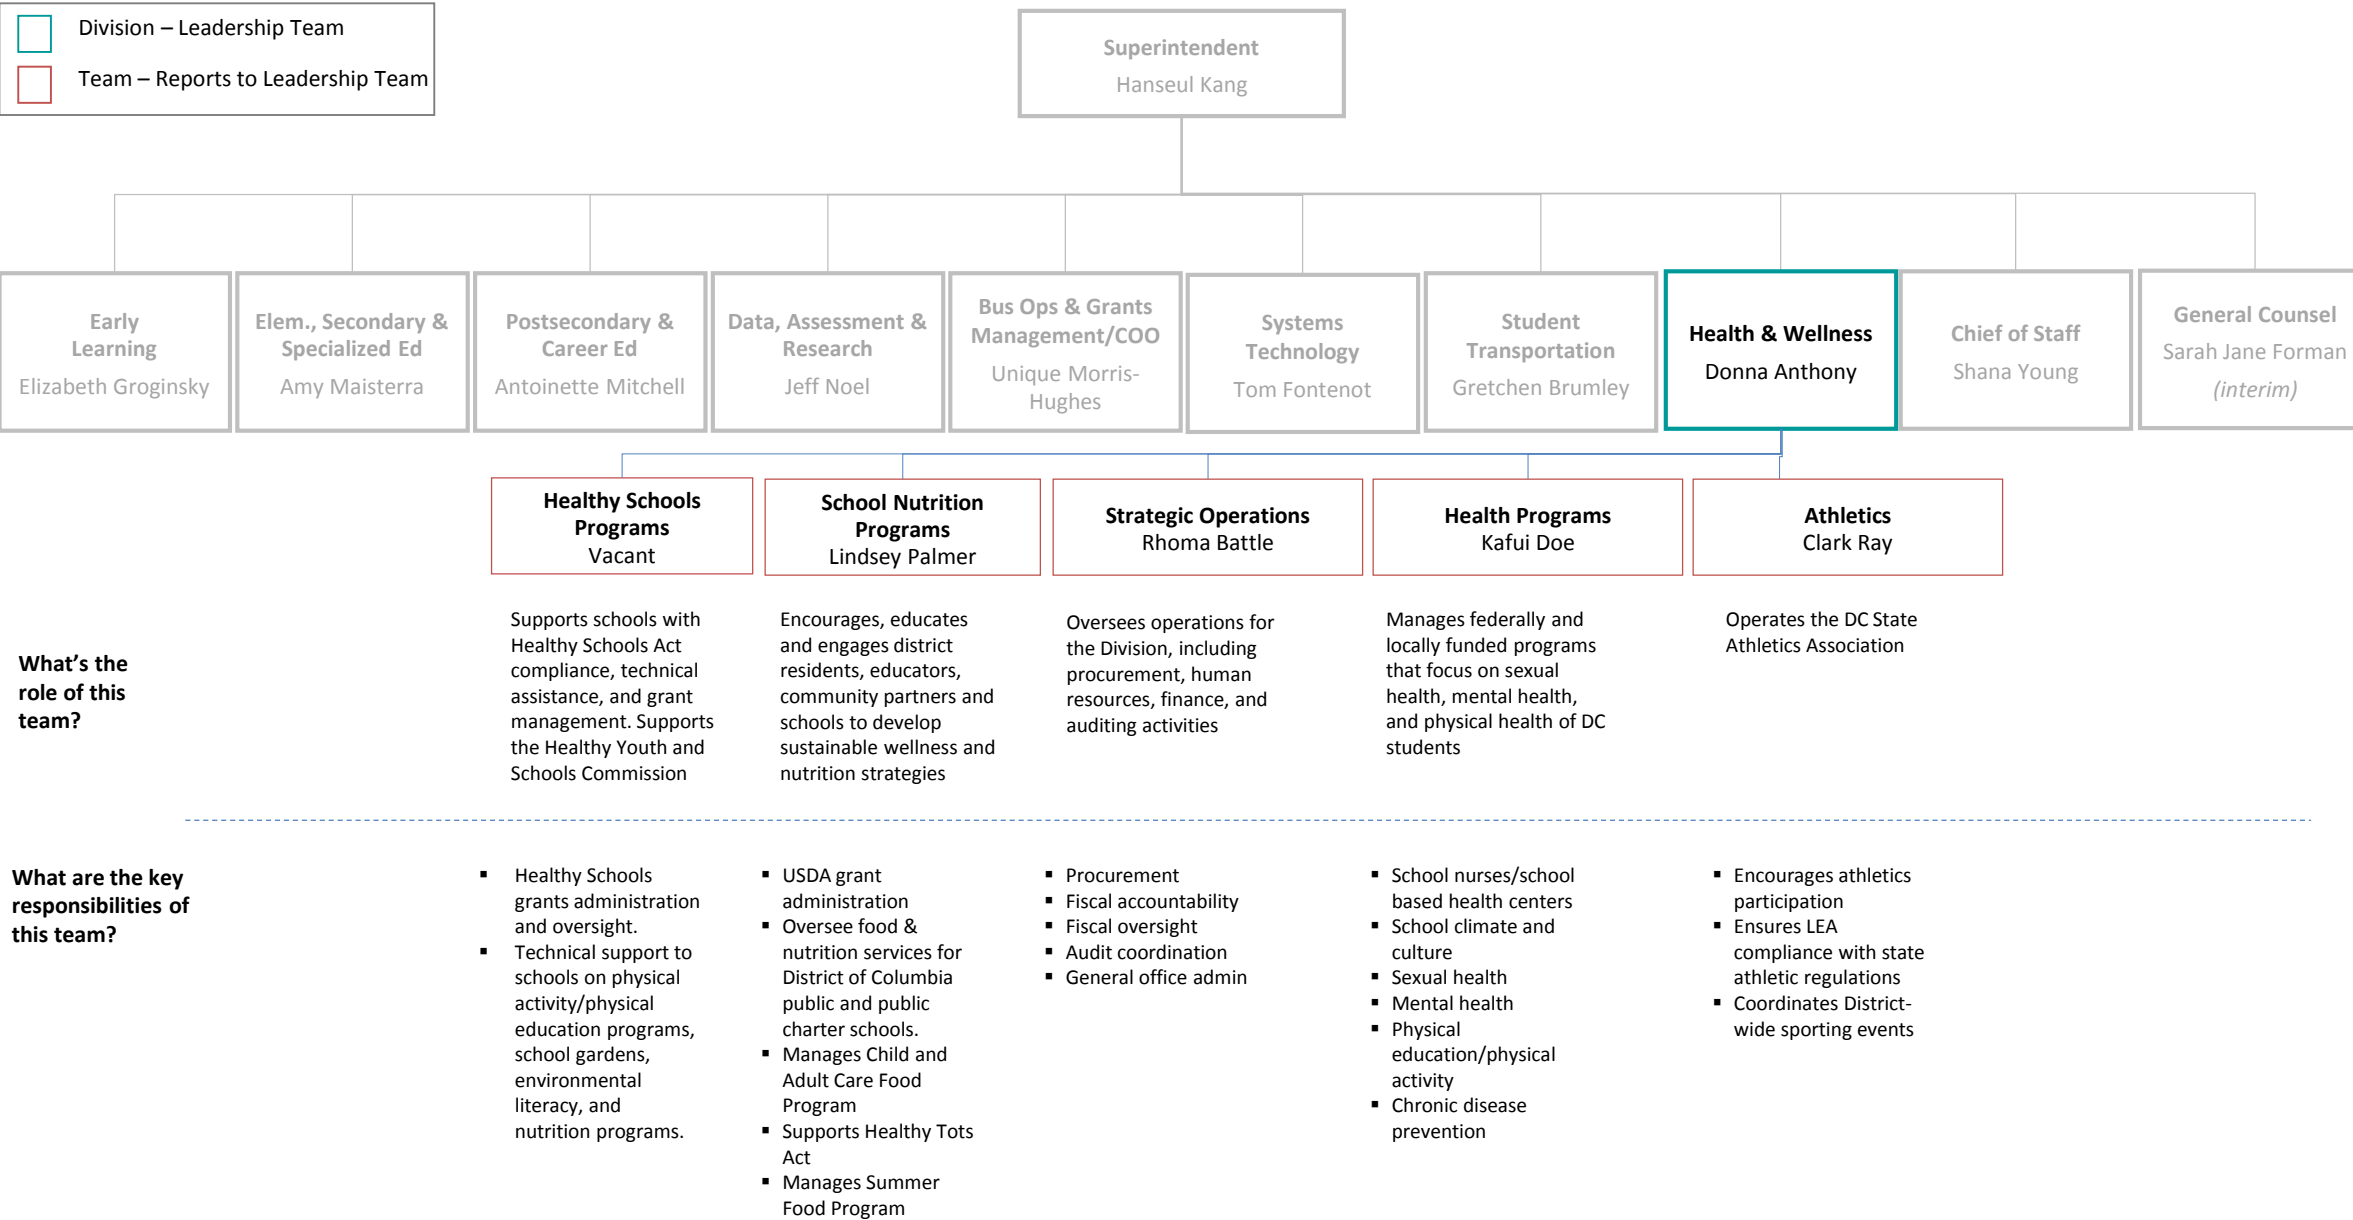 Division – Leadership Team
Team – Reports to Leadership Team
Superintendent
Hanseul Kang
Early
Learning
Elizabeth Groginsky
Elem., Secondary &
Specialized Ed
Amy Maisterra
Postsecondary &
Career Ed
Antoinette Mitchell
Data, Assessment &
Research
Jeff Noel
Bus Ops & Grants
Management/COO
Unique Morris-
Hughes
Systems
Technology
Tom Fontenot
Student
Transportation
Gretchen Brumley
Health & Wellness
Donna Anthony
Chief of Staff
Shana Young
General Counsel
Sarah Jane Forman
(interim)
Healthy Schools
Programs
Vacant
School Nutrition
Programs
Lindsey Palmer
Strategic Operations
Rhoma Battle
Health Programs
Kafui Doe
Athletics
Clark Ray
What's the
role of this
team?
Supports schools with
Healthy Schools Act
compliance, technical
assistance, and grant
management. Supports
the Healthy Youth and
Schools Commission
Encourages, educates
and engages district
residents, educators,
community partners and
schools to develop
sustainable wellness and
nutrition strategies
Oversees operations for
the Division, including
procurement, human
resources, finance, and
auditing activities
Manages federally and
locally funded programs
that focus on sexual
health, mental health,
and physical health of DC
students
Operates the DC State
Athletics Association
What are the key
responsibilities of
this team?
▪ Healthy Schools
grants administration
and oversight.
▪ Technical support to
schools on physical
activity/physical
education programs,
school gardens,
environmental
literacy, and
nutrition programs.
▪ USDA grant
administration
▪ Oversee food &
nutrition services for
District of Columbia
public and public
charter schools.
▪ Manages Child and
Adult Care Food
Program
▪ Supports Healthy Tots
Act
▪ Manages Summer
Food Program
▪ Procurement
▪ Fiscal accountability
▪ Fiscal oversight
▪ Audit coordination
▪ General office admin
▪ School nurses/school
based health centers
▪ School climate and
culture
▪ Sexual health
▪ Mental health
▪ Physical
education/physical
activity
▪ Chronic disease
prevention
▪ Encourages athletics
participation
▪ Ensures LEA
compliance with state
athletic regulations
▪ Coordinates District-
wide sporting events